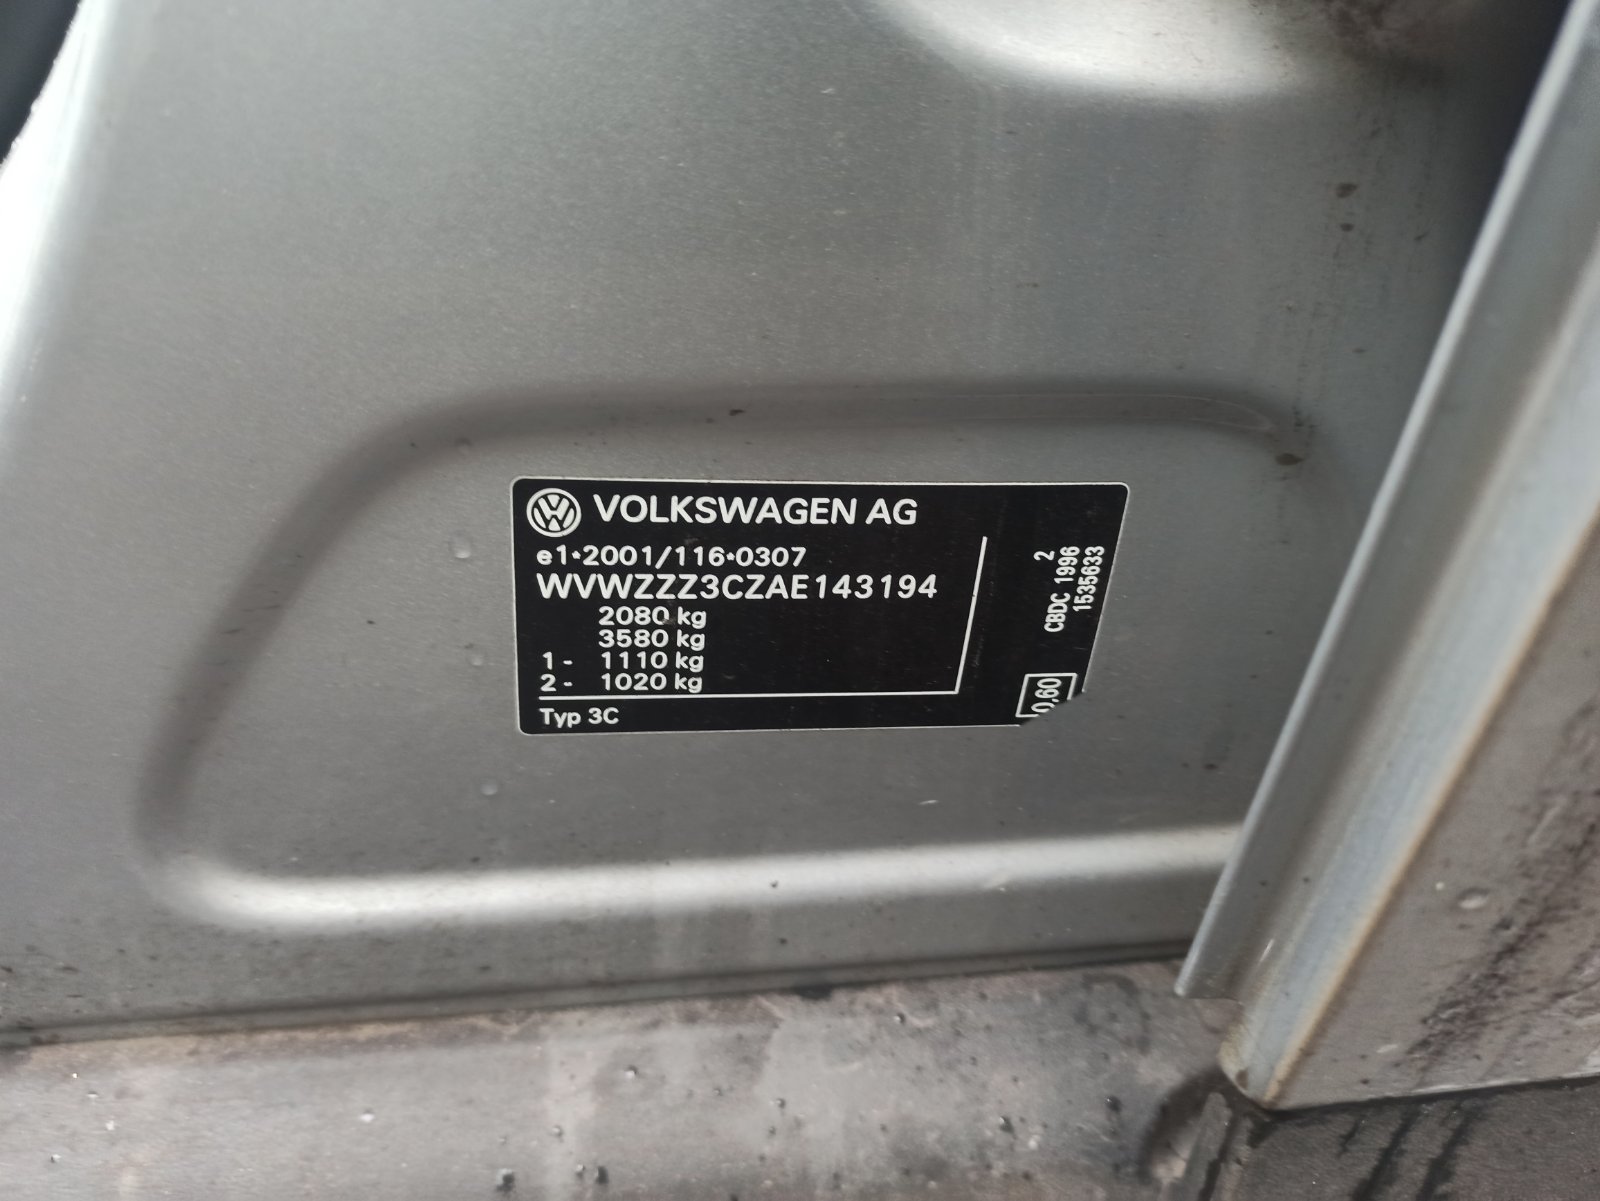 VOLKSWAGEN AG
e1*2001/116*0307
WVWZZZ3CZAE143194
2080 kg
3580 kg
1 - 1110 kg
2 - 1020 kg
Typ 3C
2
CBDC 1996
1535633
0,60